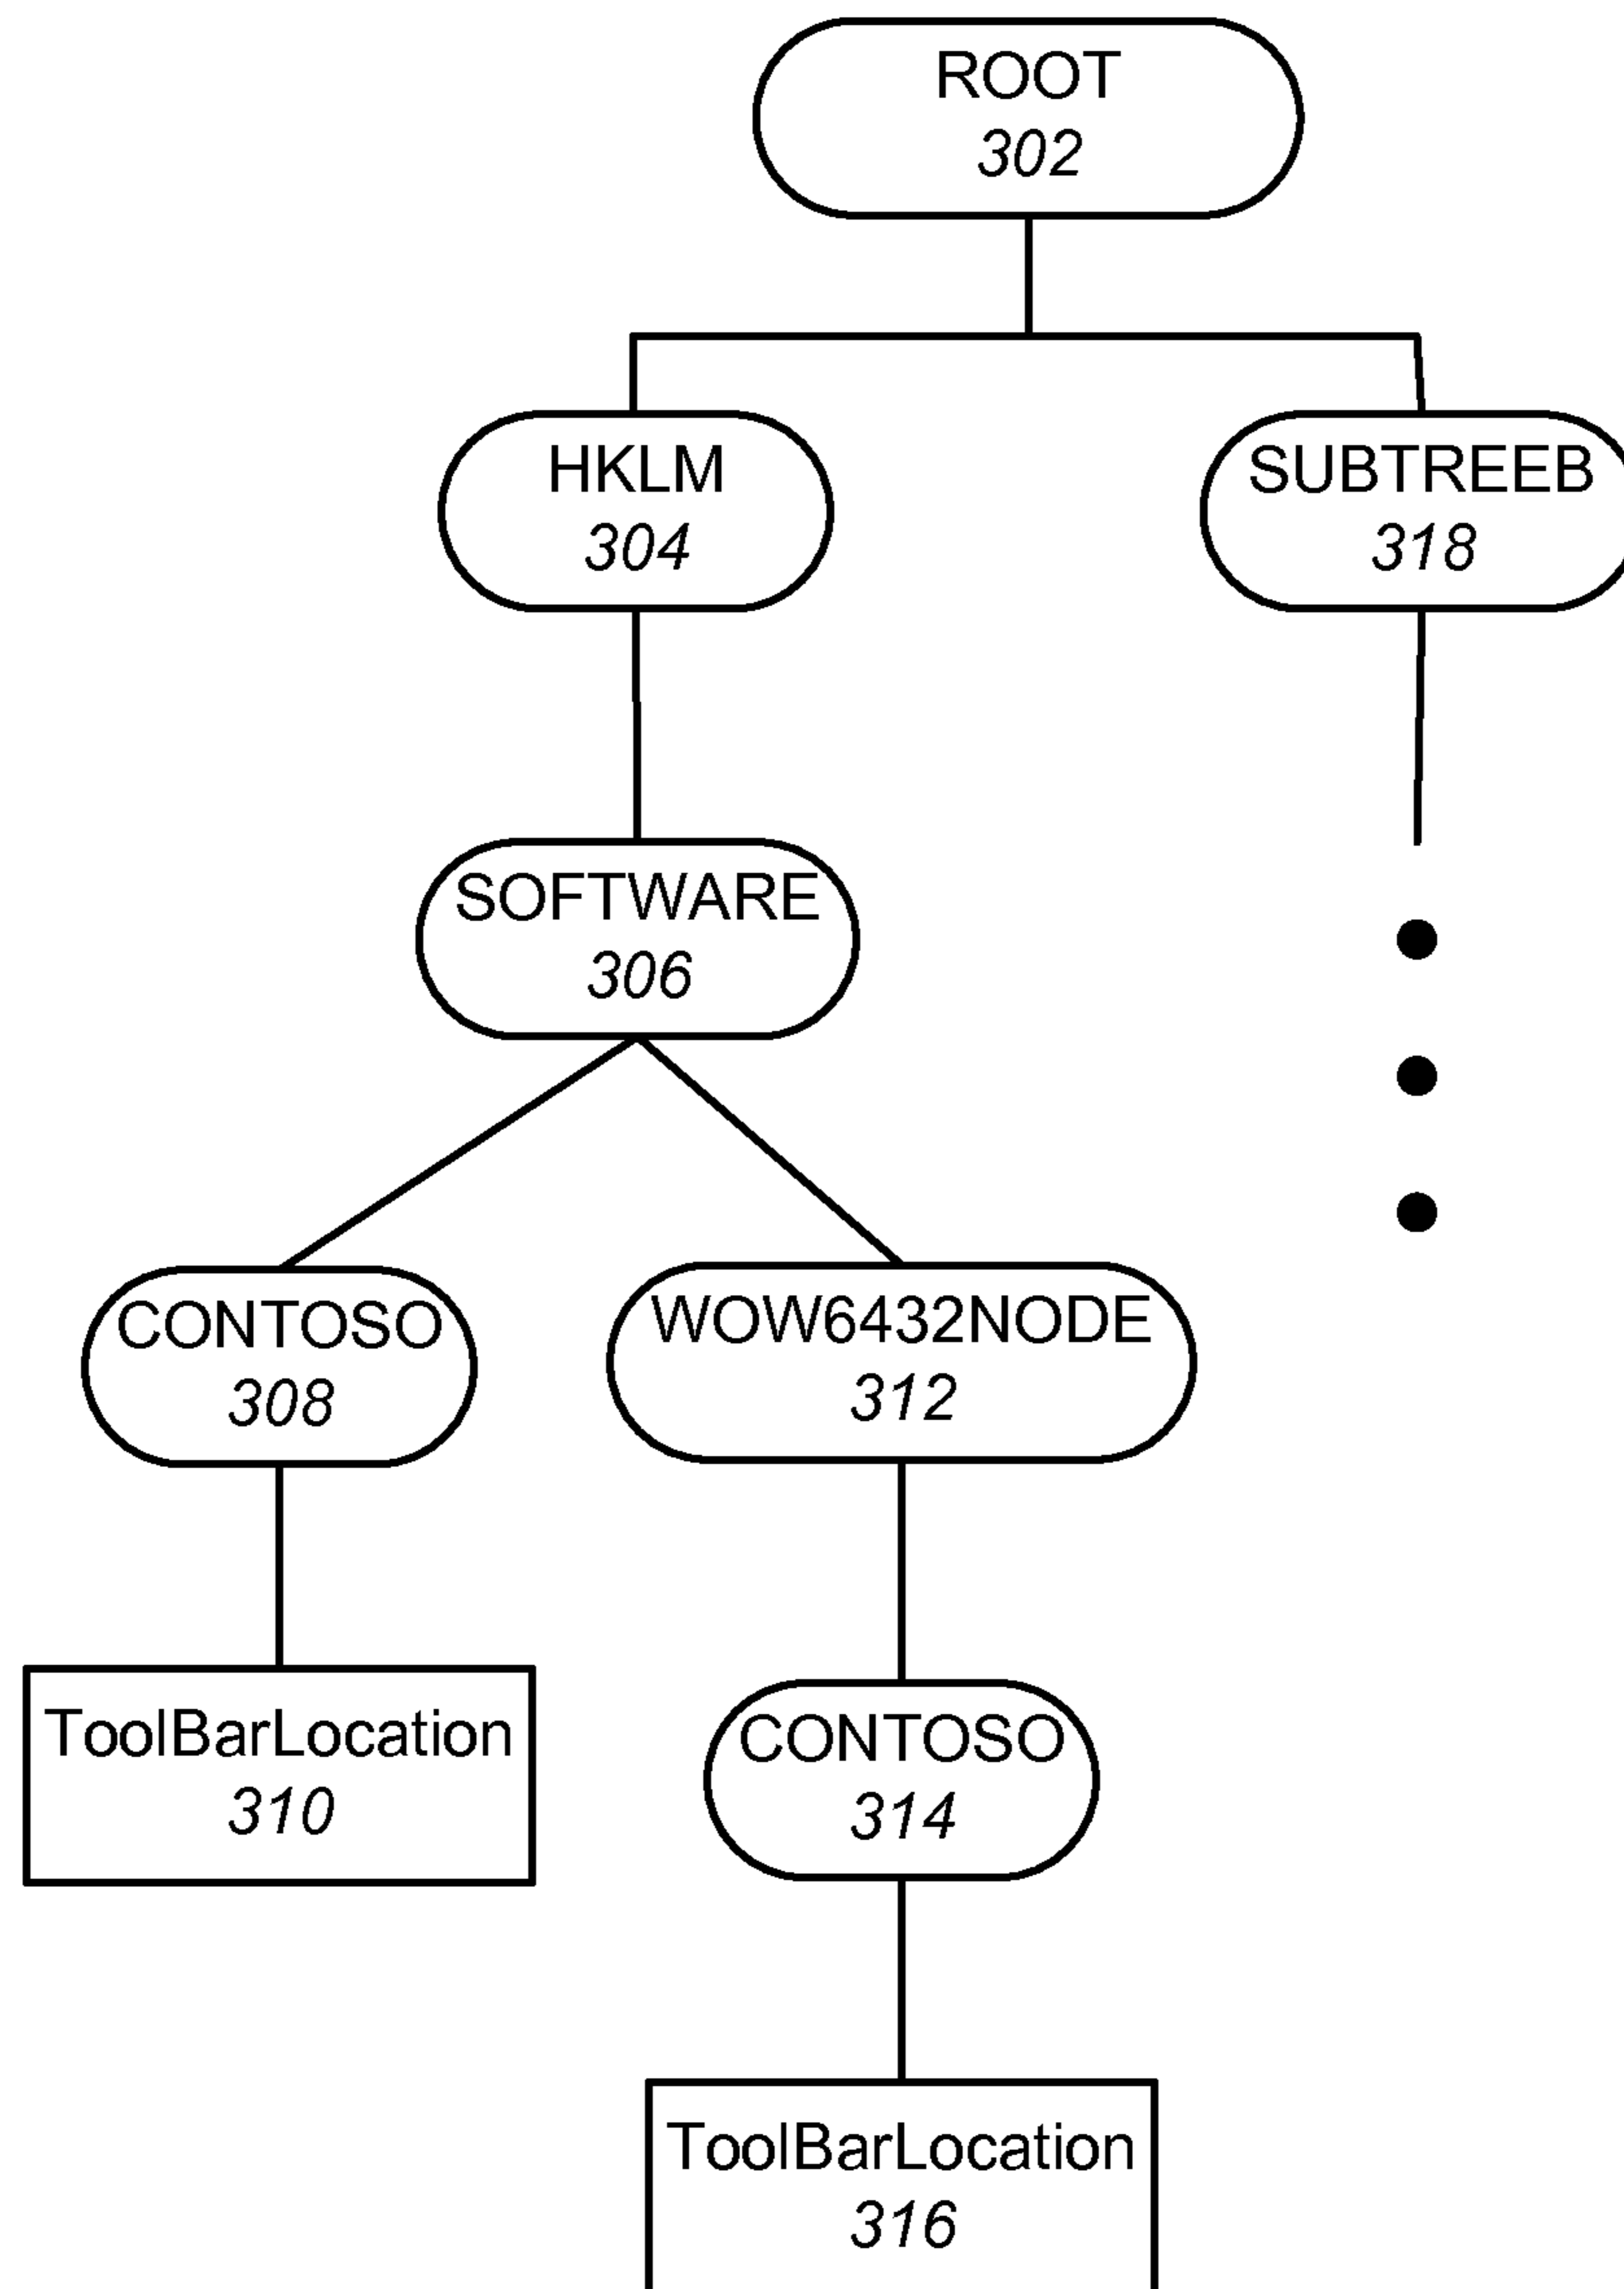 ROOT
302
HKLM
304
SUBTREEB
318
SOFTWARE
306
CONTOSO
308
WOW6432NODE
312
ToolBarLocation
310
CONTOSO
314
ToolBarLocation
316